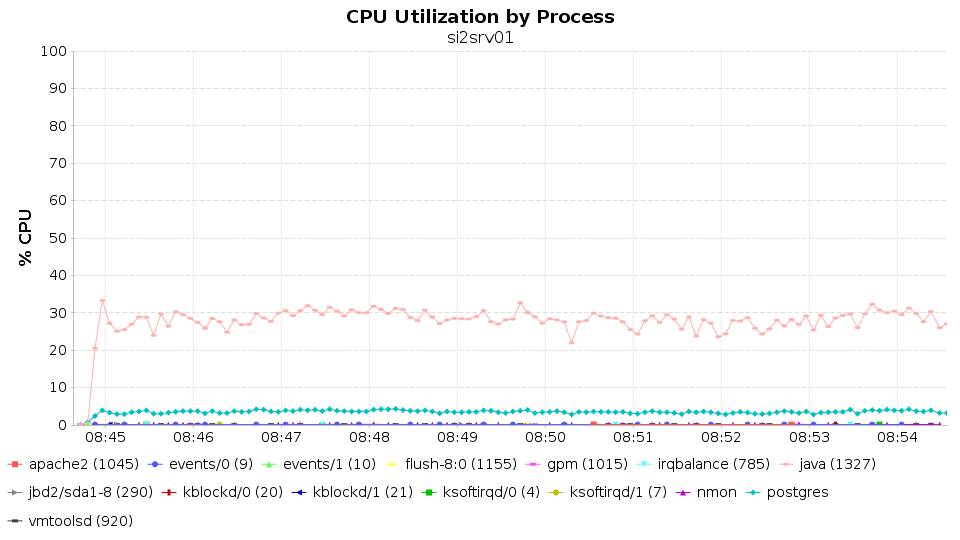 CPU Utilization by Process
si2srv01
% CPU
100
90
80
70
60
50
40
30
20
10
0
08:45 08:46 08:47 08:48 08:49 08:50 08:51 08:52 08:53 08:54
apache2 (1045) events/0 (9) events/1 (10) flush-8:0 (1155) gpm (1015) irqbalance (785) java (1327)
jbd2/sda1-8 (290) kblockd/0 (20) kblockd/1 (21) ksoftirqd/0 (4) ksoftirqd/1 (7) nmon postgres
vmtoolsd (920)